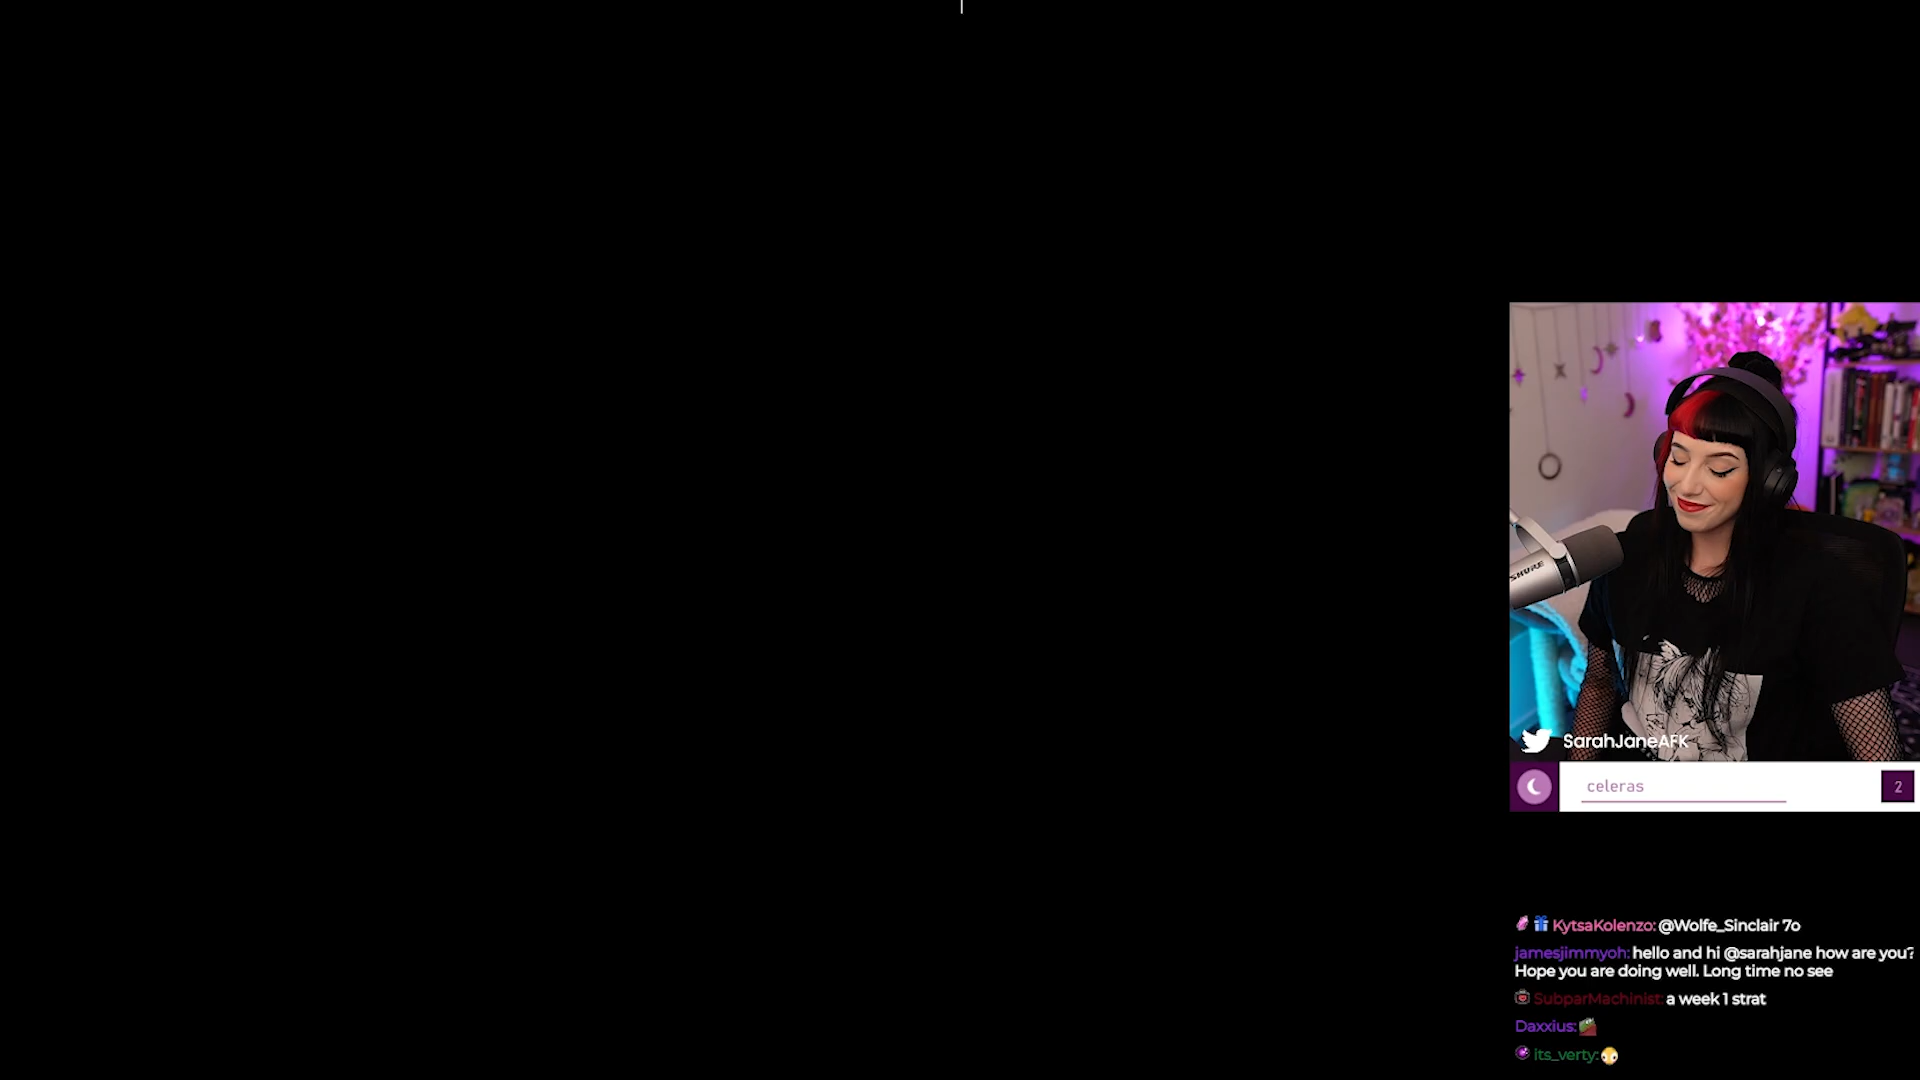 SHURE
SarahJaneAFK
celeras
2
KytsaKolenzo: @Wolfe_Sinclair 7o
jamesjimmyoh: hello and hi @sarahjane how are you?
Hope you are doing well. Long time no see
SubparMachinist: a week 1 strat
Daxxius:
its_verty: